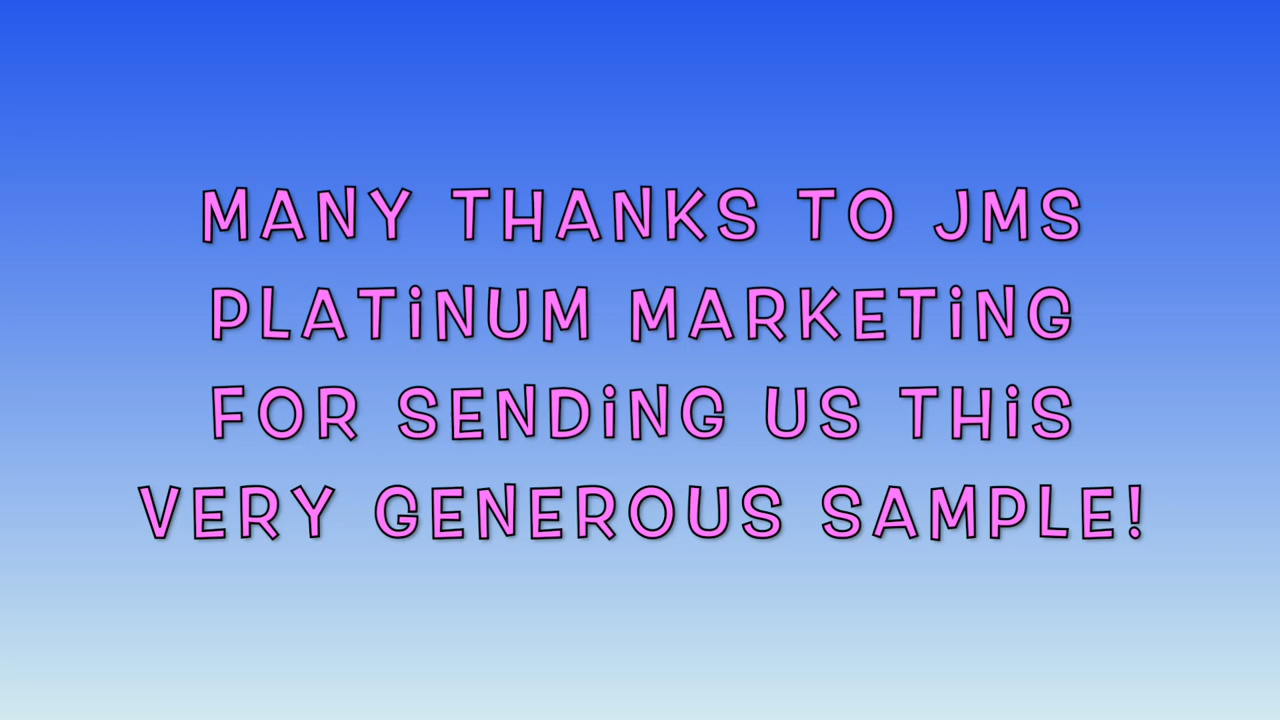 MANY THANKS TO JMS
PLATiNUM MARKETiNG
FOR SENDiNG US THiS
VERY GENEROUS SAMPLE!